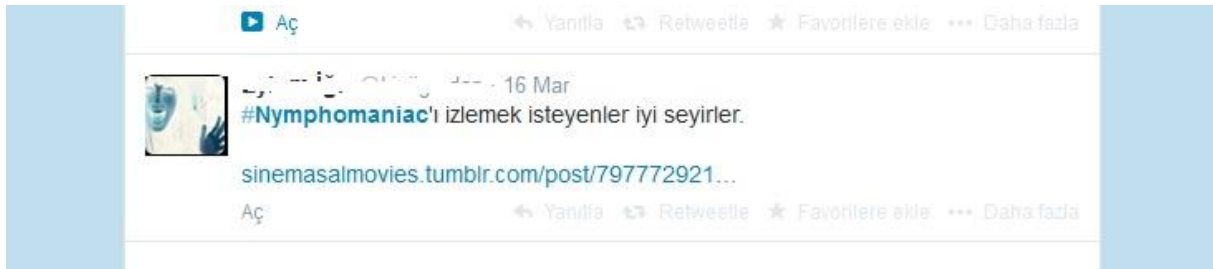 Aç Yanıtla Retweetle Favorilere ekle Daha fazla
16 Mar
#Nymphomaniac'ı izlemek isteyenler iyi seyirler.
sinemasalmovies.tumblr.com/post/797772921...
Aç Yanıtla Retweetle Favorilere ekle Daha fazla